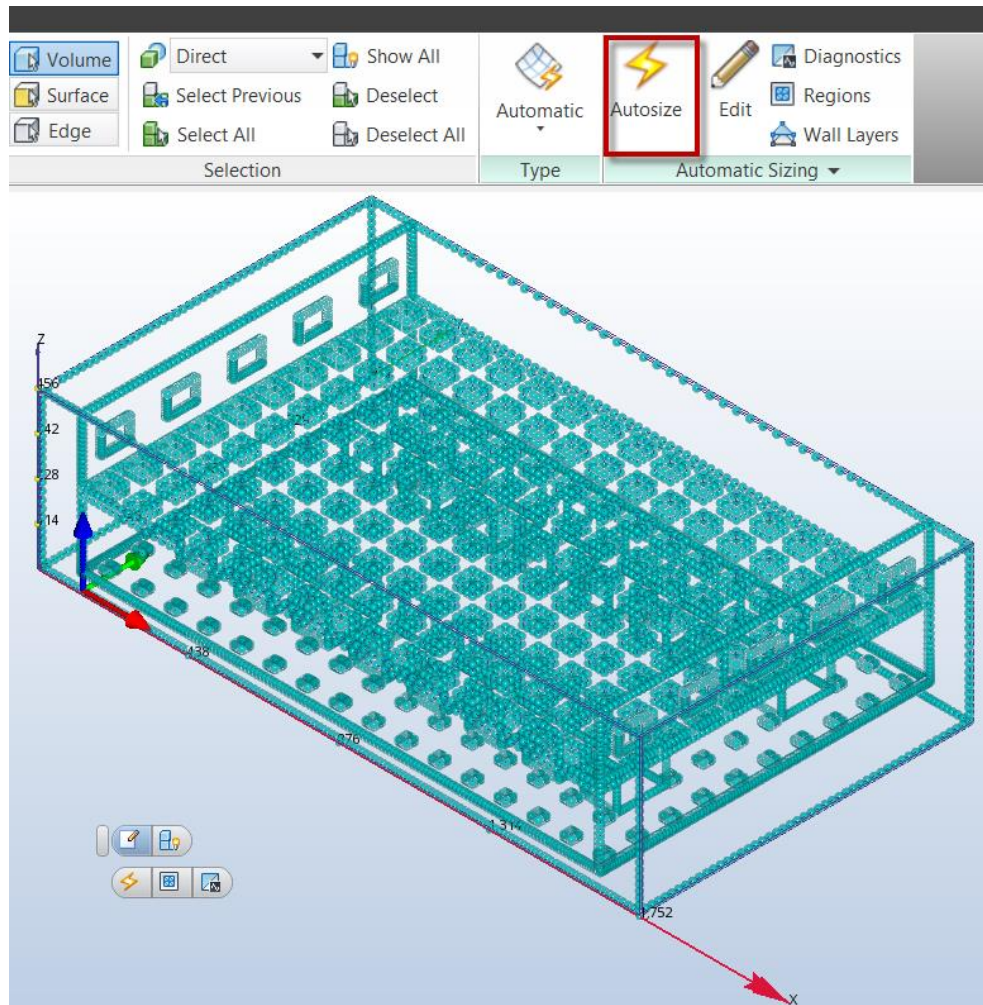 Volume
Surface
Edge
Direct
Select Previous
Select All
Show All
Deselect
Deselect All
Selection
Automatic
Type
Autosize
Edit
Diagnostics
Regions
Wall Layers
Automatic Sizing
Z
456
.42
.28
.14
.438
.876
1.314
1.752
X